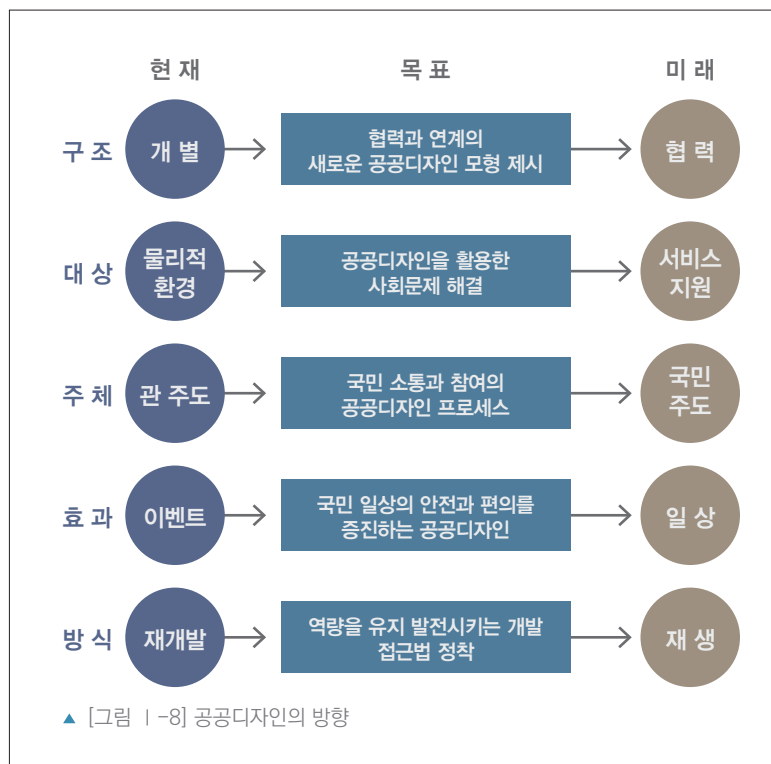 현 재 목 표 미 래
구 조 개 별 협력과 연계의
새로운 공공디자인 모형 제시 협 력
대 상 물리적
환경 공공디자인을 활용한
사회문제 해결 서비스
지원
주 체 관 주도 국민 소통과 참여의
공공디자인 프로세스 국민
주도
효 과 이벤트 국민 일상의 안전과 편의를
증진하는 공공디자인 일 상
방 식 재개발 역량을 유지 발전시키는 개발
접근법 정착 재 생
▲ [그림 Ⅰ-8] 공공디자인의 방향